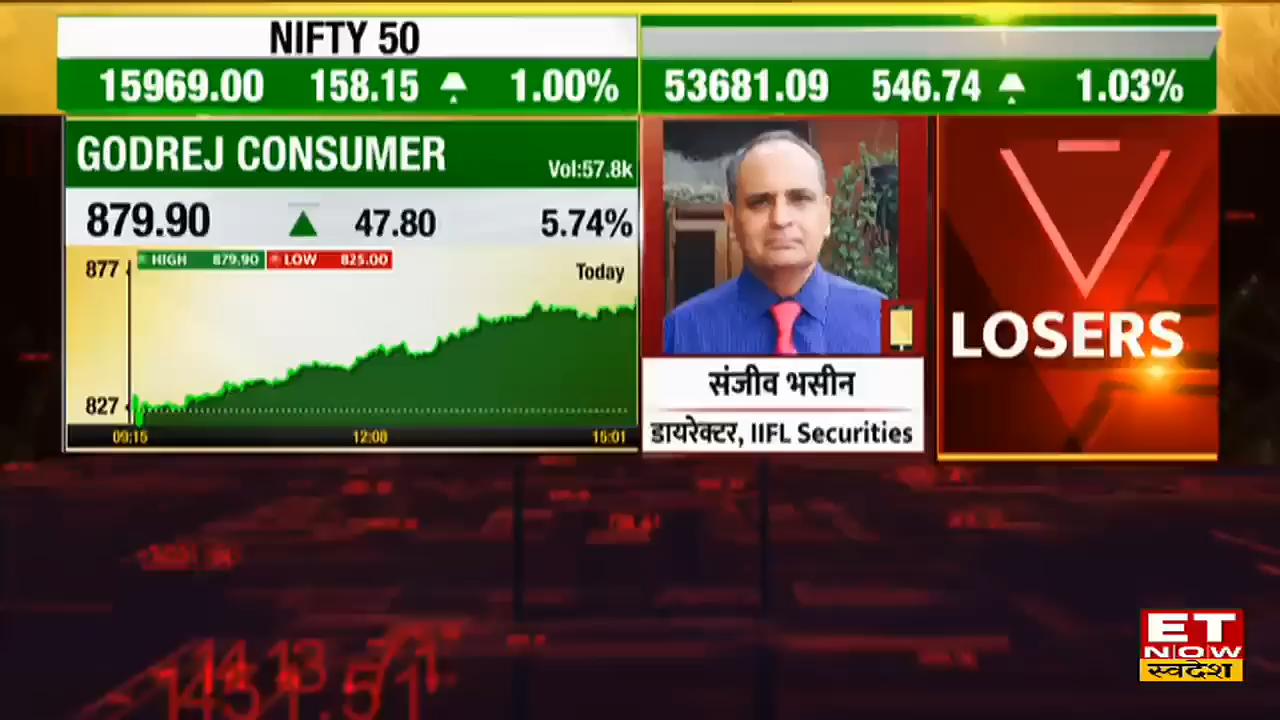 NIFTY 50
15969.00 158.15 1.00%
53681.09 546.74 1.03%
GODREJ CONSUMER
Vol:57.8k
879.90 47.80 5.74%
HIGH 879.90 LOW 825.00
Today
877
827
09:15 12:08 15:01
संजीव भसीन
डायरेक्टर, IIFL Securities
LOSERS
ET
NOW
स्वदेश